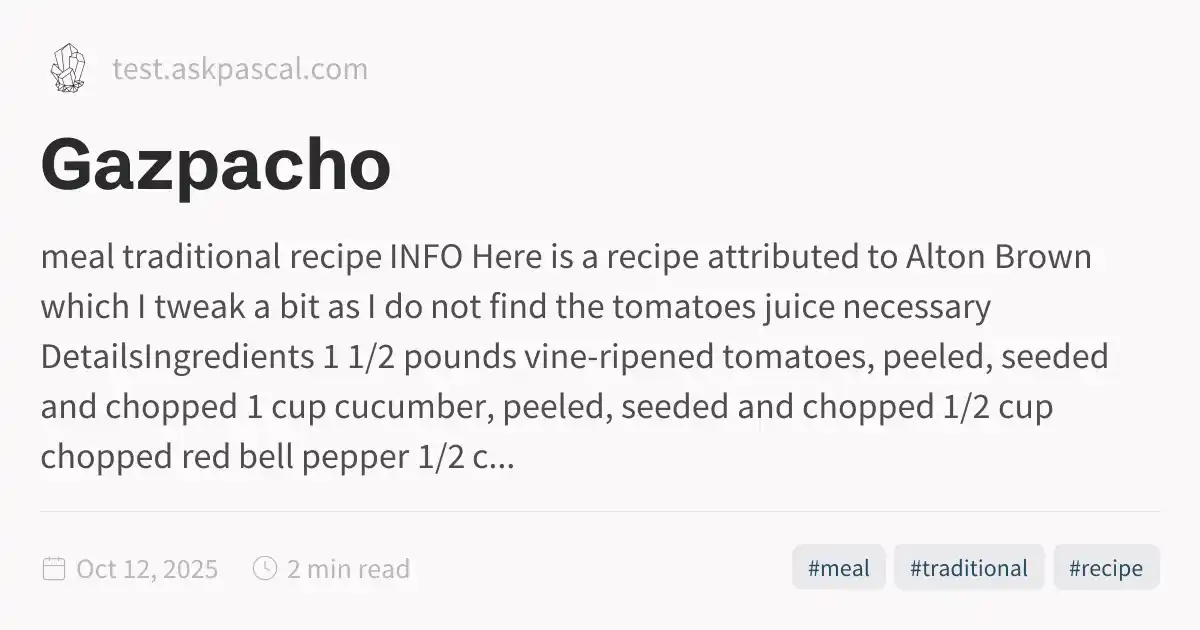 test.askpascal.com
Gazpacho
meal traditional recipe INFO Here is a recipe attributed to Alton Brown
which I tweak a bit as I do not find the tomatoes juice necessary
DetailsIngredients 1 1/2 pounds vine-ripened tomatoes, peeled, seeded
and chopped 1 cup cucumber, peeled, seeded and chopped 1/2 cup
chopped red bell pepper 1/2 c...
Oct 12, 2025 2 min read #meal #traditional #recipe